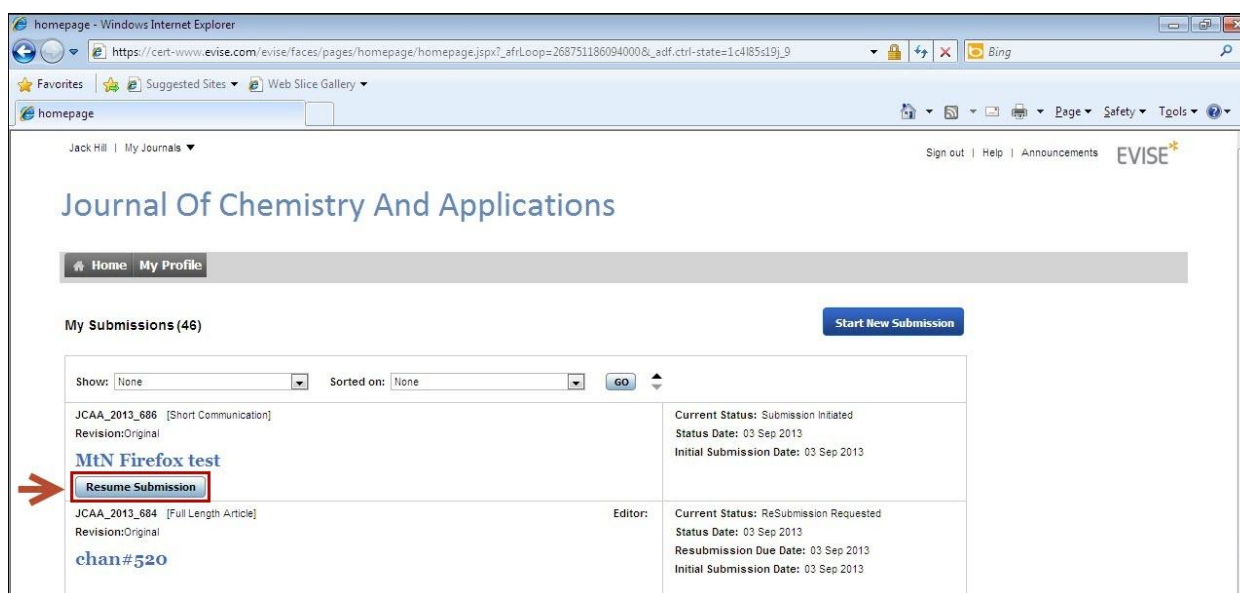 homepage - Windows Internet Explorer
https://cert-www.evise.com/evise/faces/pages/homepage/homepage.jspx?_afrLoop=268751186094000&_adf.ctrl-state=1c4l85s19j_9
Bing
Favorites Suggested Sites Web Slice Gallery
homepage Page Safety Tools
Jack Hill | My Journals Sign out | Help | Announcements EVISE
Journal Of Chemistry And Applications
Home My Profile
My Submissions (46) Start New Submission
Show: None Sorted on: None GO
JCAA_2013_686 [Short Communication] Current Status: Submission Initiated
Revision:Original Status Date: 03 Sep 2013
Initial Submission Date: 03 Sep 2013
MtN Firefox test
Resume Submission
JCAA_2013_684 [Full Length Article] Editor: Current Status: ReSubmission Requested
Revision:Original Status Date: 03 Sep 2013
chan#520 Resubmission Due Date: 03 Sep 2013
Initial Submission Date: 03 Sep 2013